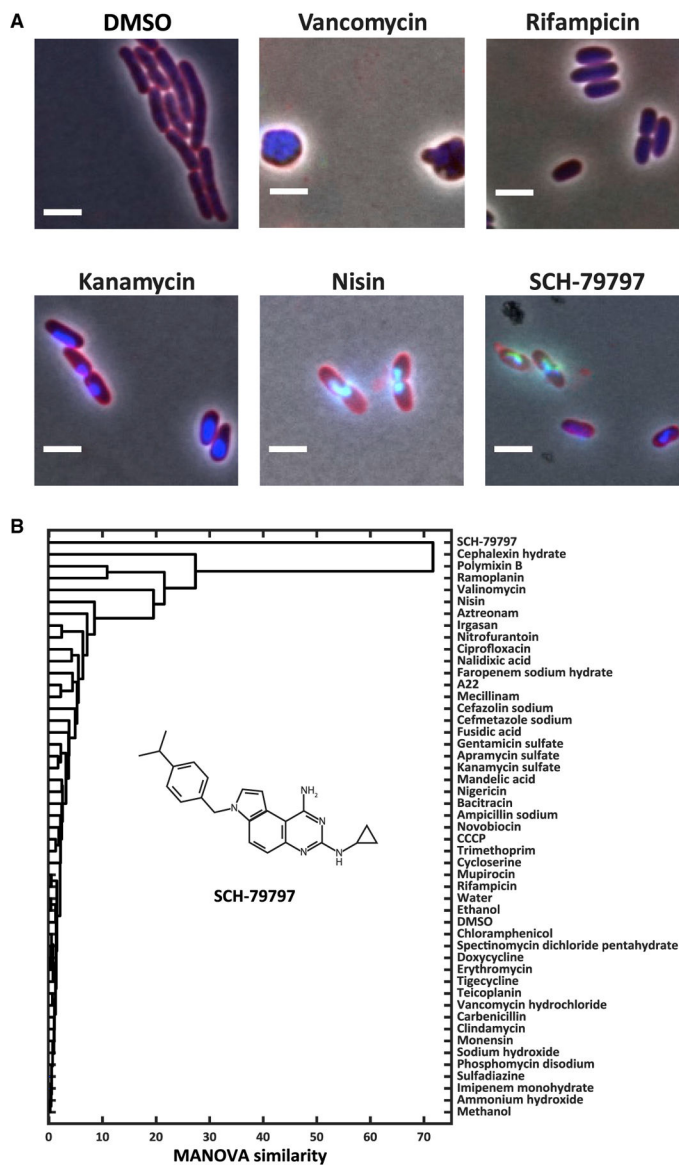 A
DMSO
Vancomycin
Rifampicin
Kanamycin
Nisin
SCH-79797
B
SCH-79797
Cephalexin hydrate
Polymixin B
Ramoplanin
Valinomycin
Nisin
Aztreonam
Irgasan
Nitrofurantoin
Ciprofloxacin
Nalidixic acid
Faropenem sodium hydrate
A22
Mecillinam
Cefazolin sodium
Cefmetazole sodium
Fusidic acid
Gentamicin sulfate
Apramycin sulfate
Kanamycin sulfate
Mandelic acid
Nigericin
Bacitracin
Ampicillin sodium
Novobiocin
CCCP
Trimethoprim
Cycloserine
Mupirocin
Rifampicin
Water
Ethanol
DMSO
Chloramphenicol
Spectinomycin dichloride pentahydrate
Doxycycline
Erythromycin
Tigecycline
Teicoplanin
Vancomycin hydrochloride
Carbenicillin
Clindamycin
Monensin
Sodium hydroxide
Phosphomycin disodium
Sulfadiazine
Imipenem monohydrate
Ammonium hydroxide
Methanol
NH2
N
N
N
N
H
SCH-79797
0 10 20 30 40 50 60 70
MANOVA similarity